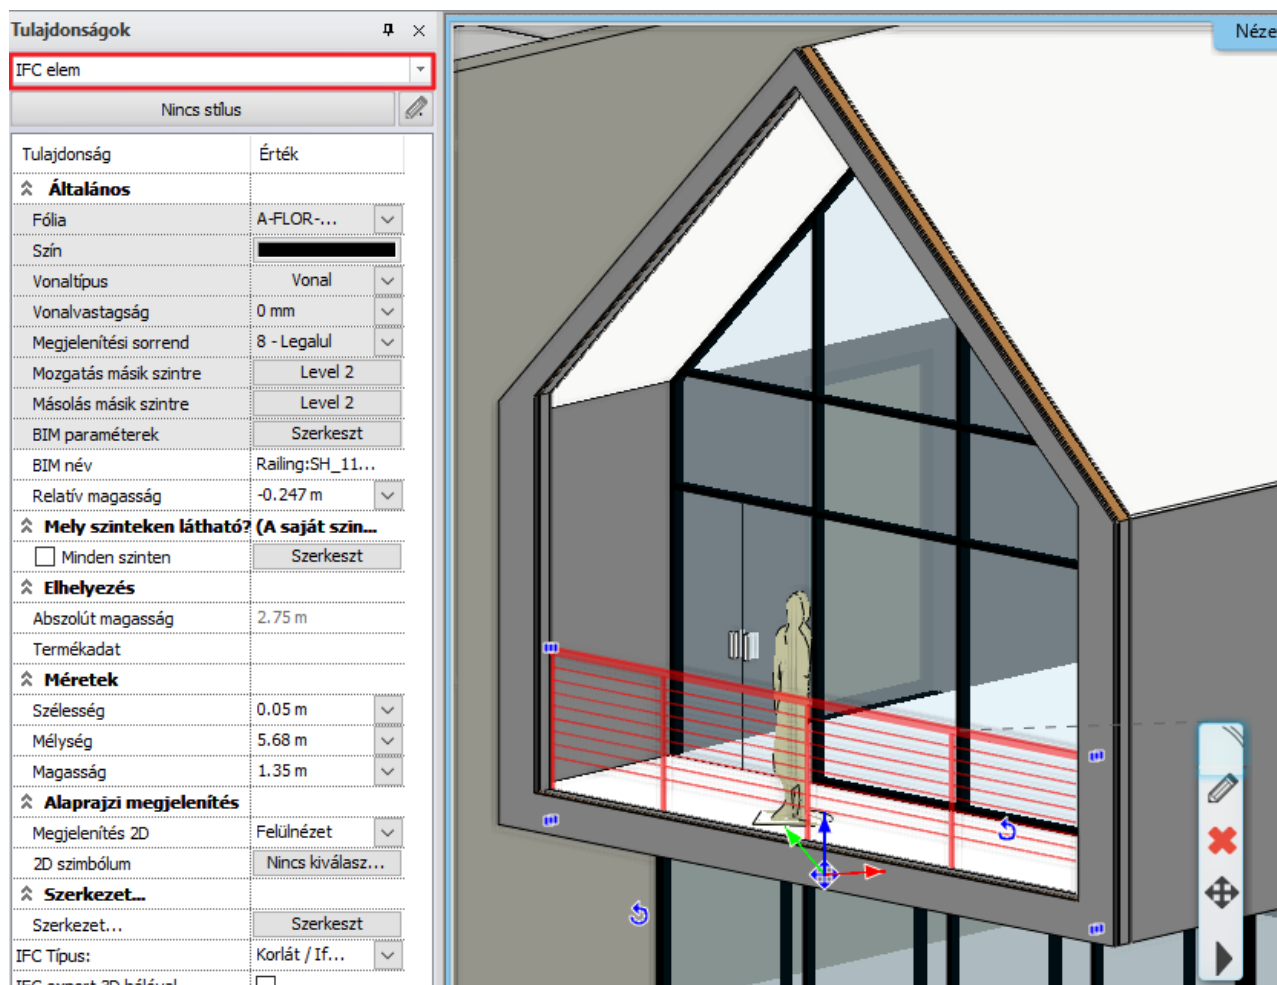 Tulajdonságok
IFC elem
Nincs stílus
Tulajdonság Érték
Általános
Fólia A-FLOR-...
Szín
Vonaltípus Vonal
Vonalvastagság 0 mm
Megjelenítési sorrend 8 - Legalul
Mozgatás másik szintre Level 2
Másolás másik szintre Level 2
BIM paraméterek Szerkeszt
BIM név Railing:SH_11...
Relatív magasság -0.247 m
Mely szinteken látható? (A saját szin...
Minden szinten Szerkeszt
Elhelyezés
Abszolút magasság 2.75 m
Termékadat
Méretek
Szélesség 0.05 m
Mélység 5.68 m
Magasság 1.35 m
Alaprajzi megjelenítés
Megjelenítés 2D Felülnézet
2D szimbólum Nincs kiválasz...
Szerkezet...
Szerkezet... Szerkeszt
IFC Típus: Korlát / If...
IFC export 3D hálóval
Néze